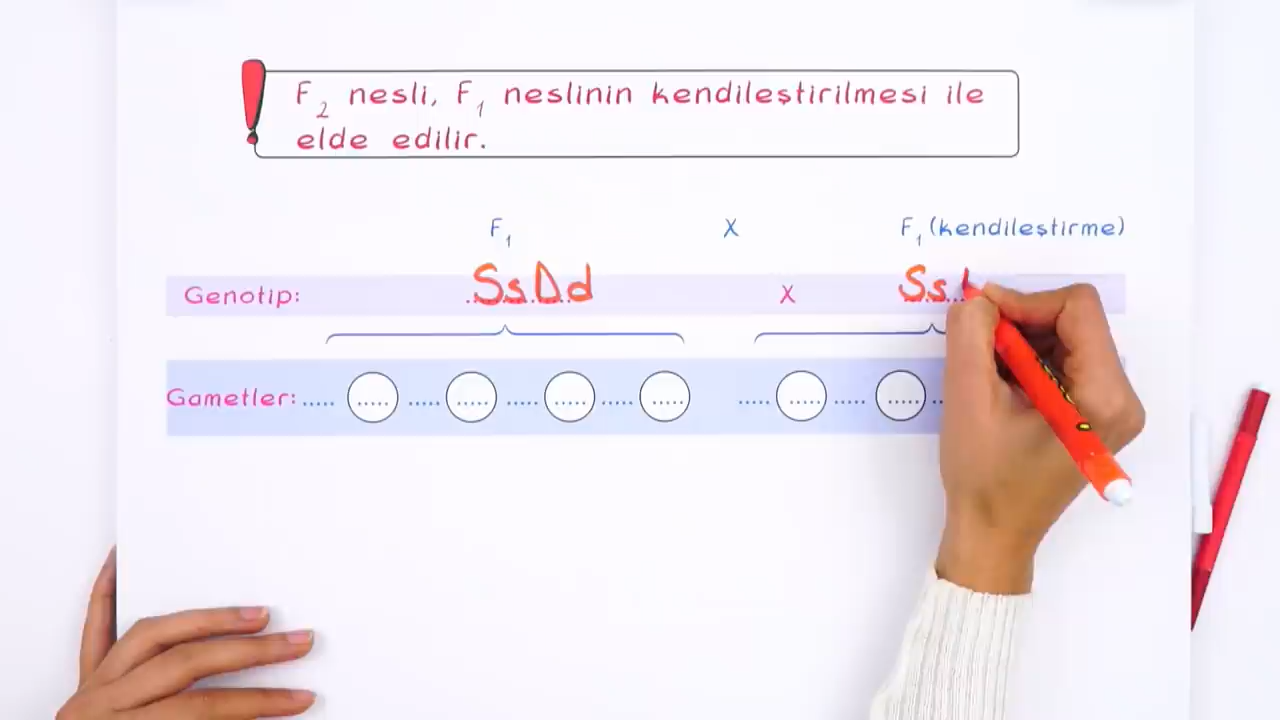 F₂ nesli, F₁ neslinin kendileştirilmesi ile
elde edilir.
F₁ X F₁ (kendileştirme)
Genotip: SsDd X Ss
Gametler: ..... ..... ..... ..... ..... ..... ..... ..... ..... ..... ..... .....